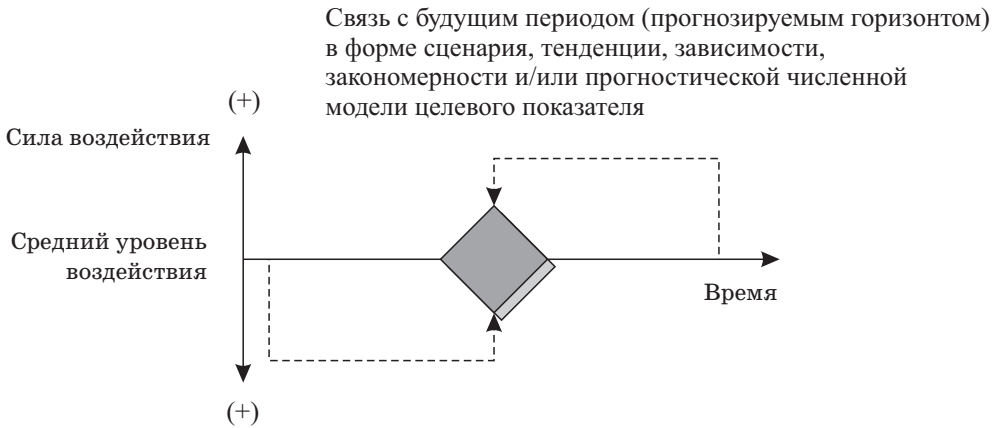 Связь с будущим периодом (прогнозируемым горизонтом)
в форме сценария, тенденции, зависимости,
закономерности и/или прогностической численной
модели целевого показателя
(+)
Сила воздействия
Средний уровень
воздействия
Время
(+)